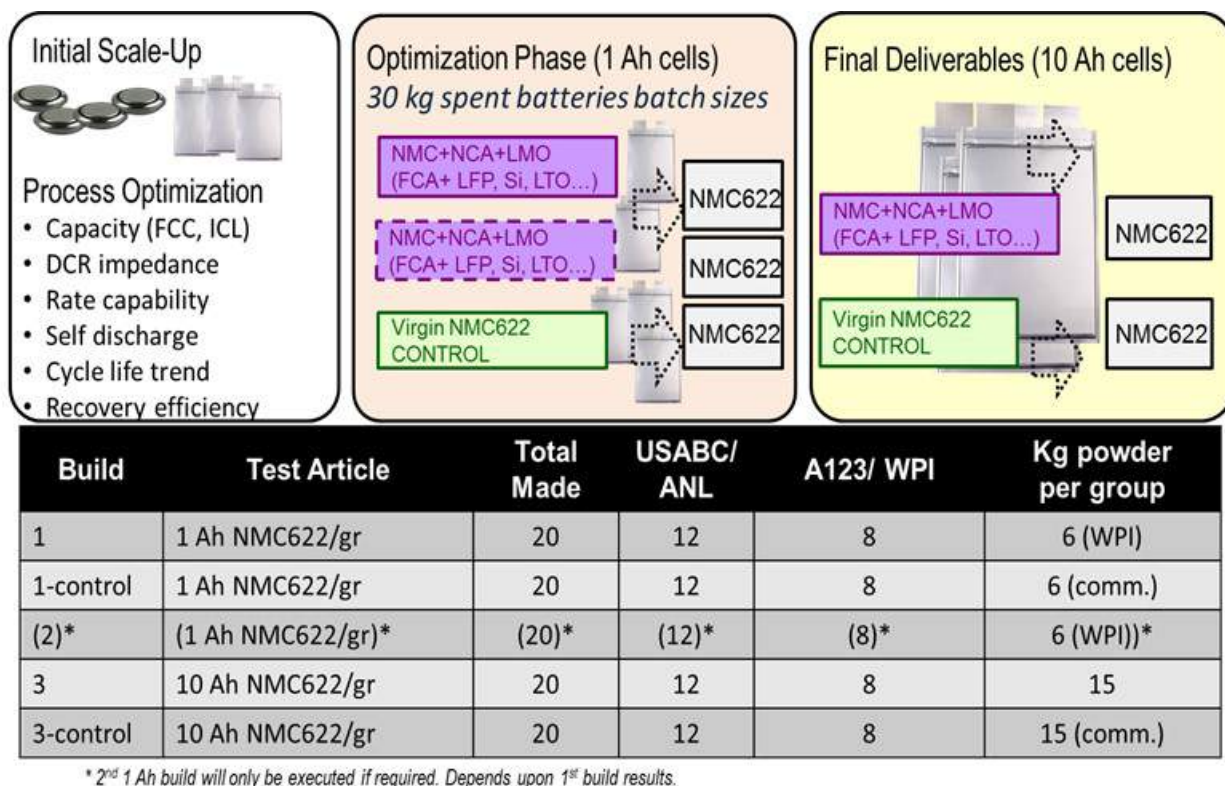 Initial Scale-Up
Process Optimization
• Capacity (FCC, ICL)
• DCR impedance
• Rate capability
• Self discharge
• Cycle life trend
• Recovery efficiency
Optimization Phase (1 Ah cells)
30 kg spent batteries batch sizes
NMC+NCA+LMO
(FCA+ LFP, Si, LTO…)
NMC+NCA+LMO
(FCA+ LFP, Si, LTO…)
Virgin NMC622
CONTROL
NMC622
NMC622
NMC622
Final Deliverables (10 Ah cells)
NMC+NCA+LMO
(FCA+ LFP, Si, LTO…)
Virgin NMC622
CONTROL
NMC622
NMC622
Build Test Article Total Made USABC/ ANL A123/ WPI Kg powder per group
1 1 Ah NMC622/gr 20 12 8 6 (WPI)
1-control 1 Ah NMC622/gr 20 12 8 6 (comm.)
(2)* (1 Ah NMC622/gr)* (20)* (12)* (8)* 6 (WPI))*
3 10 Ah NMC622/gr 20 12 8 15
3-control 10 Ah NMC622/gr 20 12 8 15 (comm.)
* 2nd 1 Ah build will only be executed if required. Depends upon 1st build results.